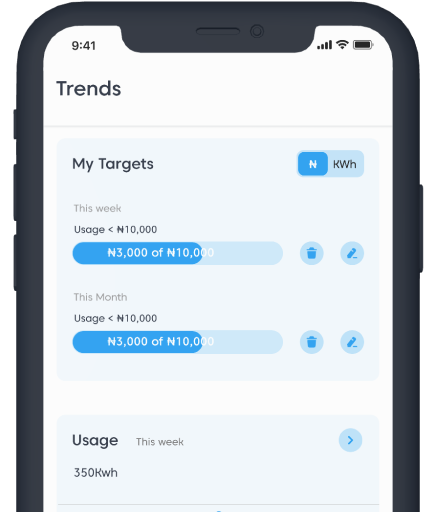 9:41
Trends
My Targets
₦ KWh
This week
Usage < ₦10,000
₦3,000 of ₦10,000
This Month
Usage < ₦10,000
₦3,000 of ₦10,000
Usage This week
350Kwh